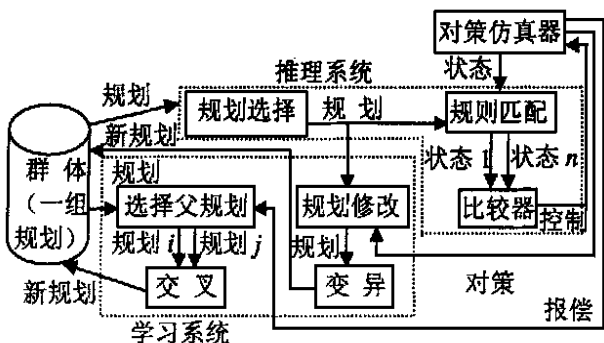 对策仿真器
推理系统
状态
规划
规划选择
规 划
规则匹配
新规划
状态 1
状态 n
群 体
(一组
规划)
规划
选择父规划
规划修改
比较器
控制
规划 i
规划 j
规划
新规划
交 叉
变 异
对策
报偿
学习系统